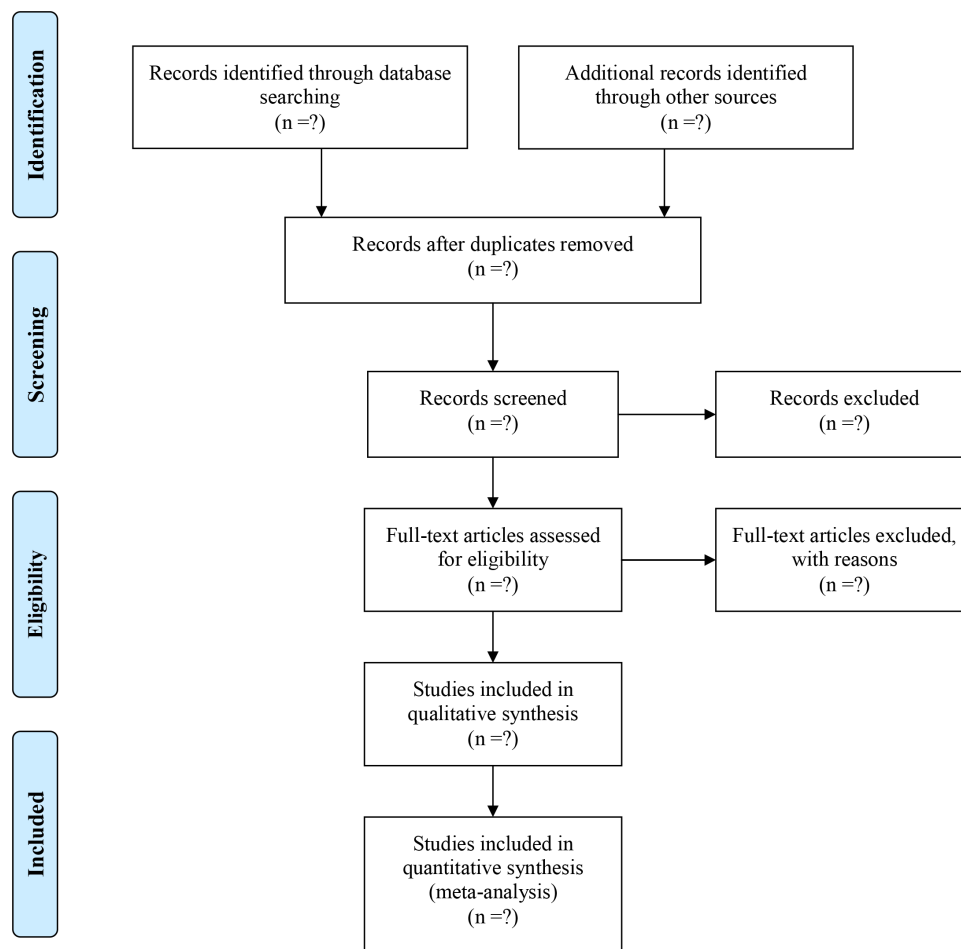 Identification
Records identified through database
searching
(n =?)
Additional records identified
through other sources
(n =?)
Records after duplicates removed
(n =?)
Screening
Records screened
(n =?)
Records excluded
(n =?)
Eligibility
Full-text articles assessed
for eligibility
(n =?)
Full-text articles excluded,
with reasons
(n =?)
Studies included in
qualitative synthesis
(n =?)
Included
Studies included in
quantitative synthesis
(meta-analysis)
(n =?)